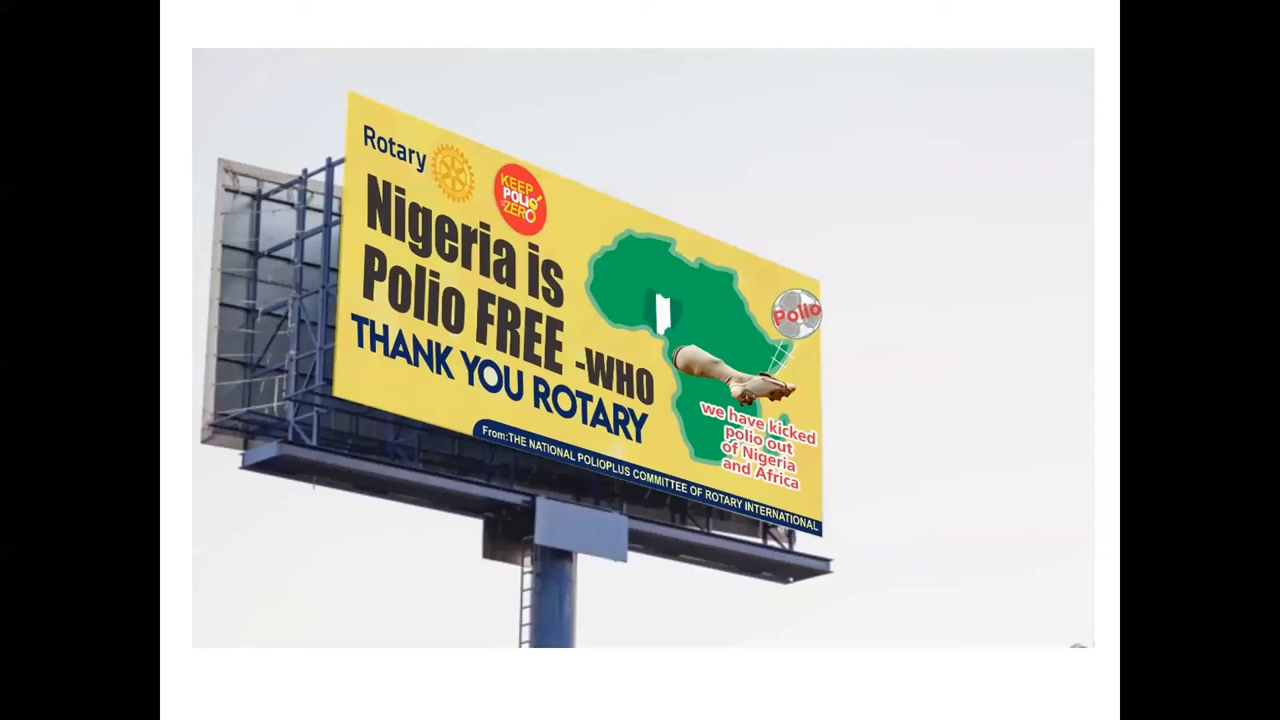 Rotary
KEEP
POLIO
@ZERO
Nigeria is
Polio FREE -WHO
THANK YOU ROTARY
Polio
we have kicked
polio out
of Nigeria
and Africa
From:THE NATIONAL POLIOPLUS COMMITTEE OF ROTARY INTERNATIONAL